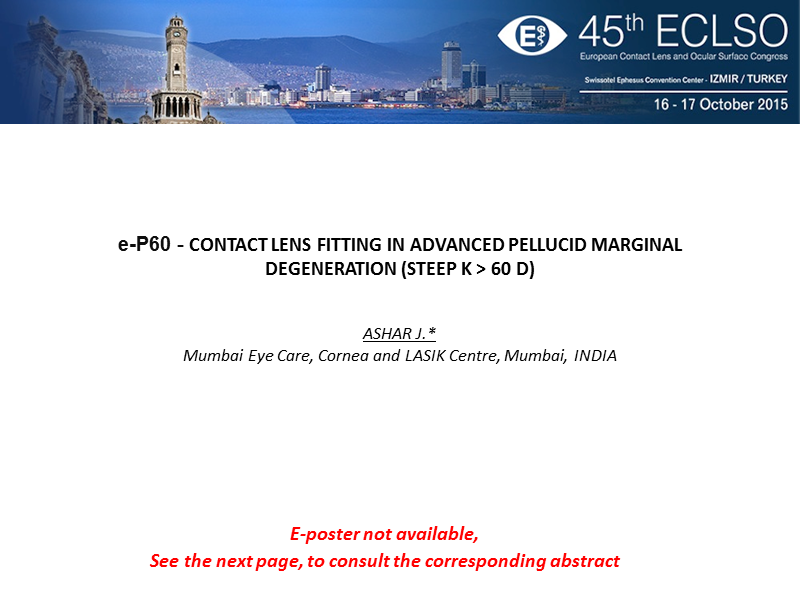 E
45th ECLSO
European Contact Lens and Ocular Surface Congress
Swissotel Ephesus Convention Center - IZMIR / TURKEY
16 - 17 October 2015
e-P60 - CONTACT LENS FITTING IN ADVANCED PELLUCID MARGINAL
DEGENERATION (STEEP K > 60 D)
ASHAR J.*
Mumbai Eye Care, Cornea and LASIK Centre, Mumbai, INDIA
E-poster not available,
See the next page, to consult the corresponding abstract